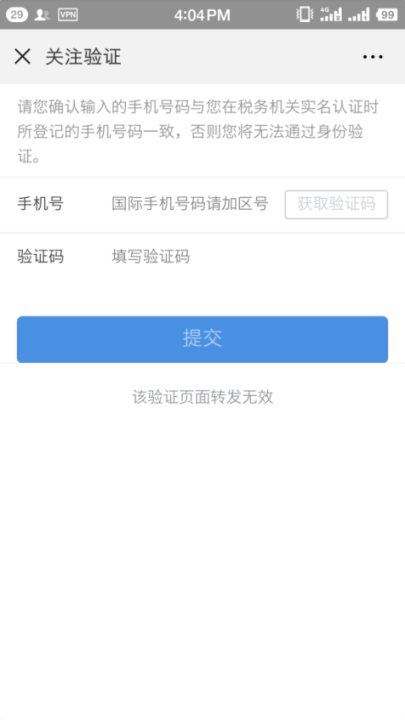 29 VPN 4:04PM 4G 99
关注验证
请您确认输入的手机号码与您在税务机关实名认证时
所登记的手机号码一致，否则您将无法通过身份验
证。
手机号 国际手机号码请加区号 获取验证码
验证码 填写验证码
提交
该验证页面转发无效